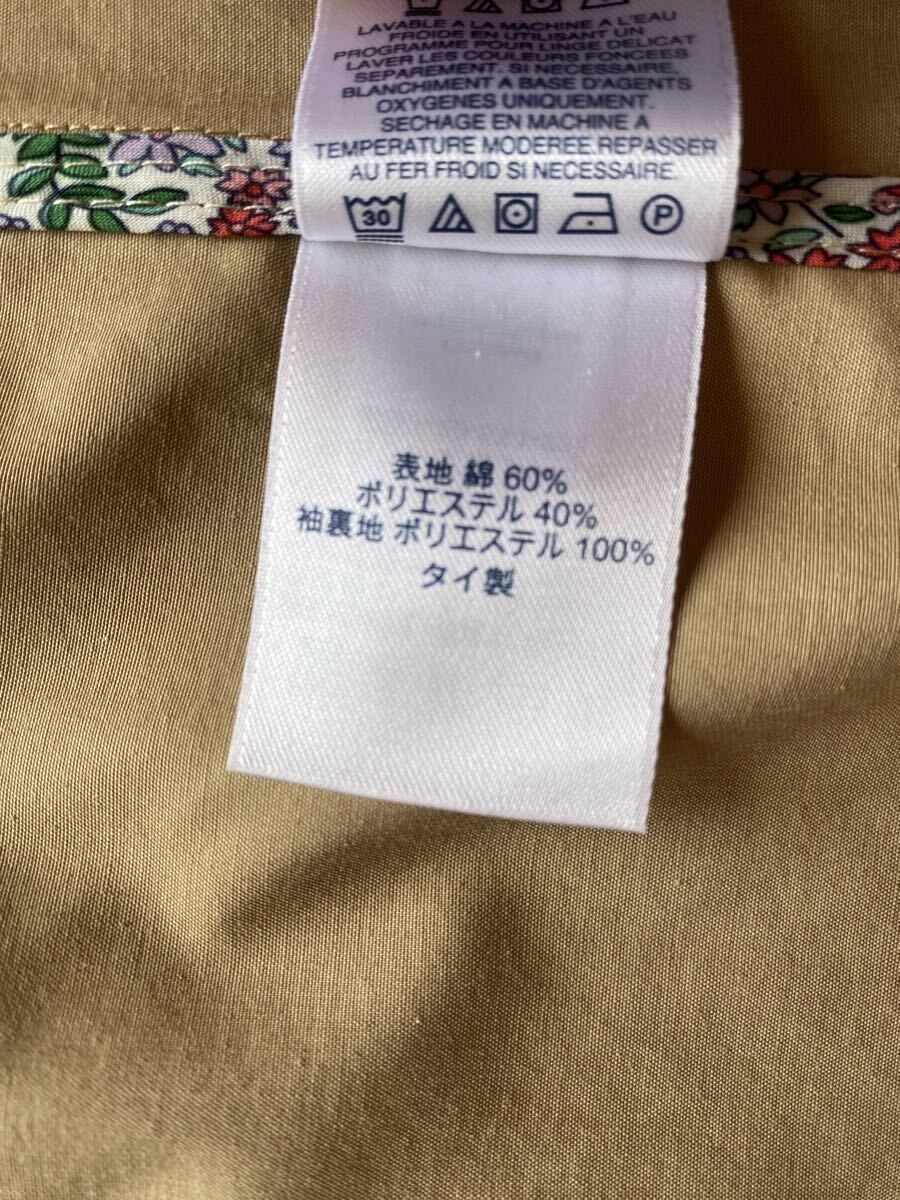 LAVABLE A LA MACHINE A L'EAU
FROIDE EN UTILISANT UN
PROGRAMME POUR LINGE DELICAT
LAVER LES COULEURS FONCEES
SEPAREMENT. SI NECESSAIRE,
BLANCHIMENT A BASE D'AGENTS
OXYGENES UNIQUEMENT.
SECHAGE EN MACHINE A
TEMPERATURE MODEREE.REPASSER
AU FER FROID SI NECESSAIRE.
30 P
表地 綿 60%
ポリエステル 40%
袖裏地 ポリエステル 100%
タイ製